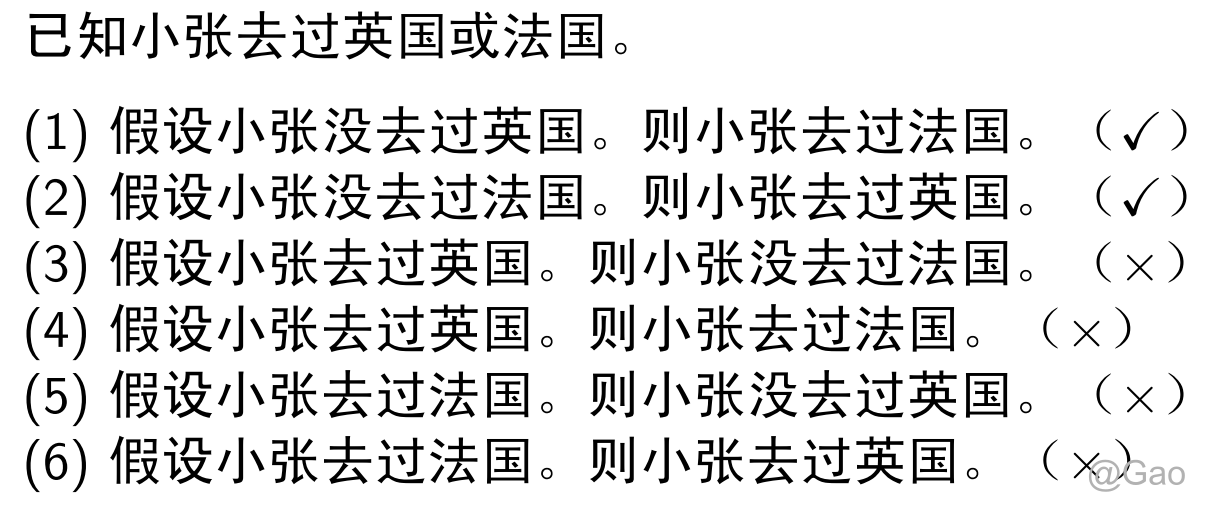 已知小张去过英国或法国。
(1) 假设小张没去过英国。则小张去过法国。（✓）
(2) 假设小张没去过法国。则小张去过英国。（✓）
(3) 假设小张去过英国。则小张没去过法国。（×）
(4) 假设小张去过英国。则小张去过法国。（×）
(5) 假设小张去过法国。则小张没去过英国。（×）
(6) 假设小张去过法国。则小张去过英国。（×）
@Gao